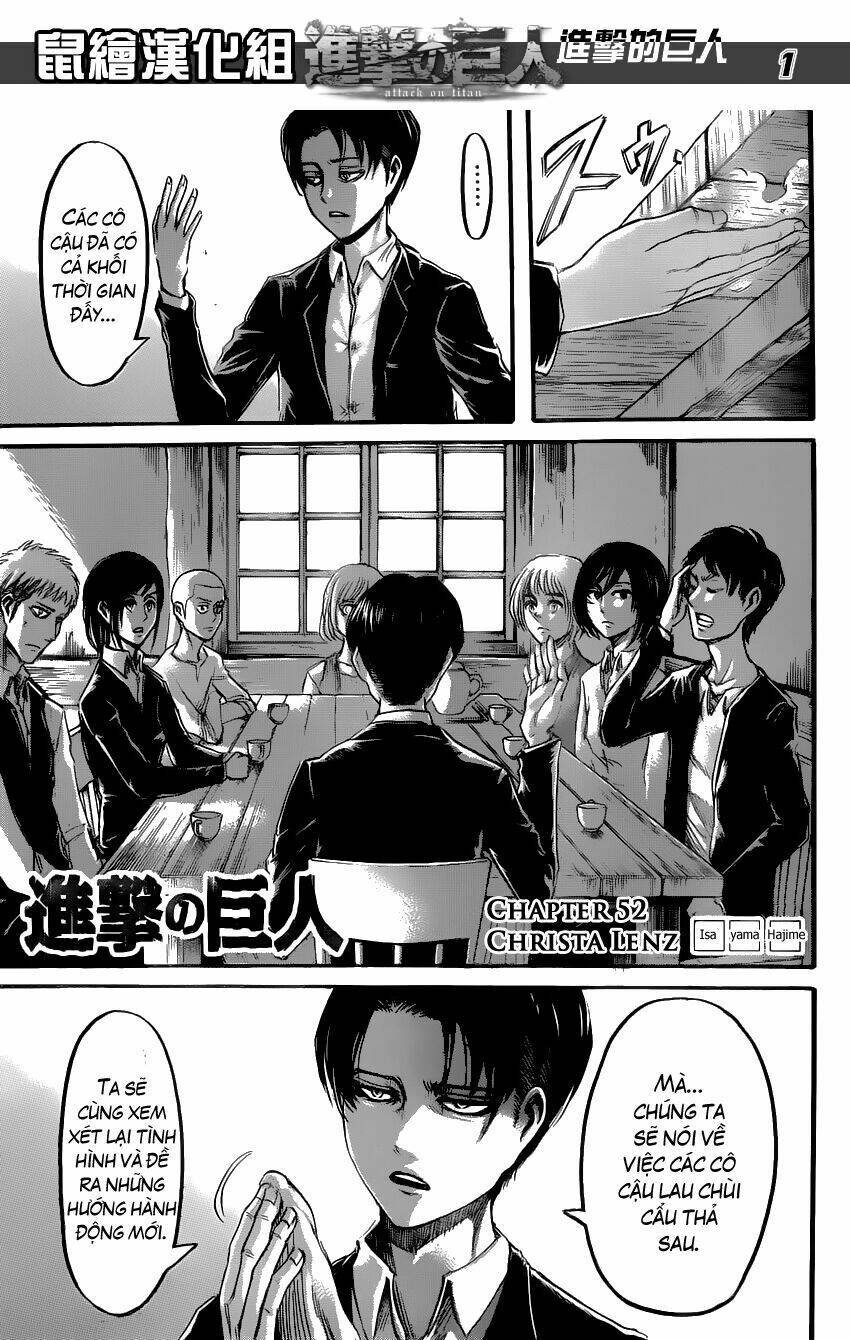 鼠繪漢化組 進撃の巨人 進擊的巨人 1
attack on titan
スゥ
……
CÁC CÔ
CẬU ĐÃ CÓ
CẢ KHỐI
THỜI GIAN
ĐẤY...
進撃の巨人
CHAPTER 52
CHRISTA LENZ Isa yama Hajime
MÀ...
CHÚNG TA
SẼ NÓI VỀ
VIỆC CÁC CÔ
CẬU LAU CHÙI
CẨU THẢ
SAU.
TA SẼ
CÙNG XEM
XÉT LẠI TÌNH
HÌNH VÀ ĐỀ
RA NHỮNG
HƯỚNG HÀNH
ĐỘNG MỚI.